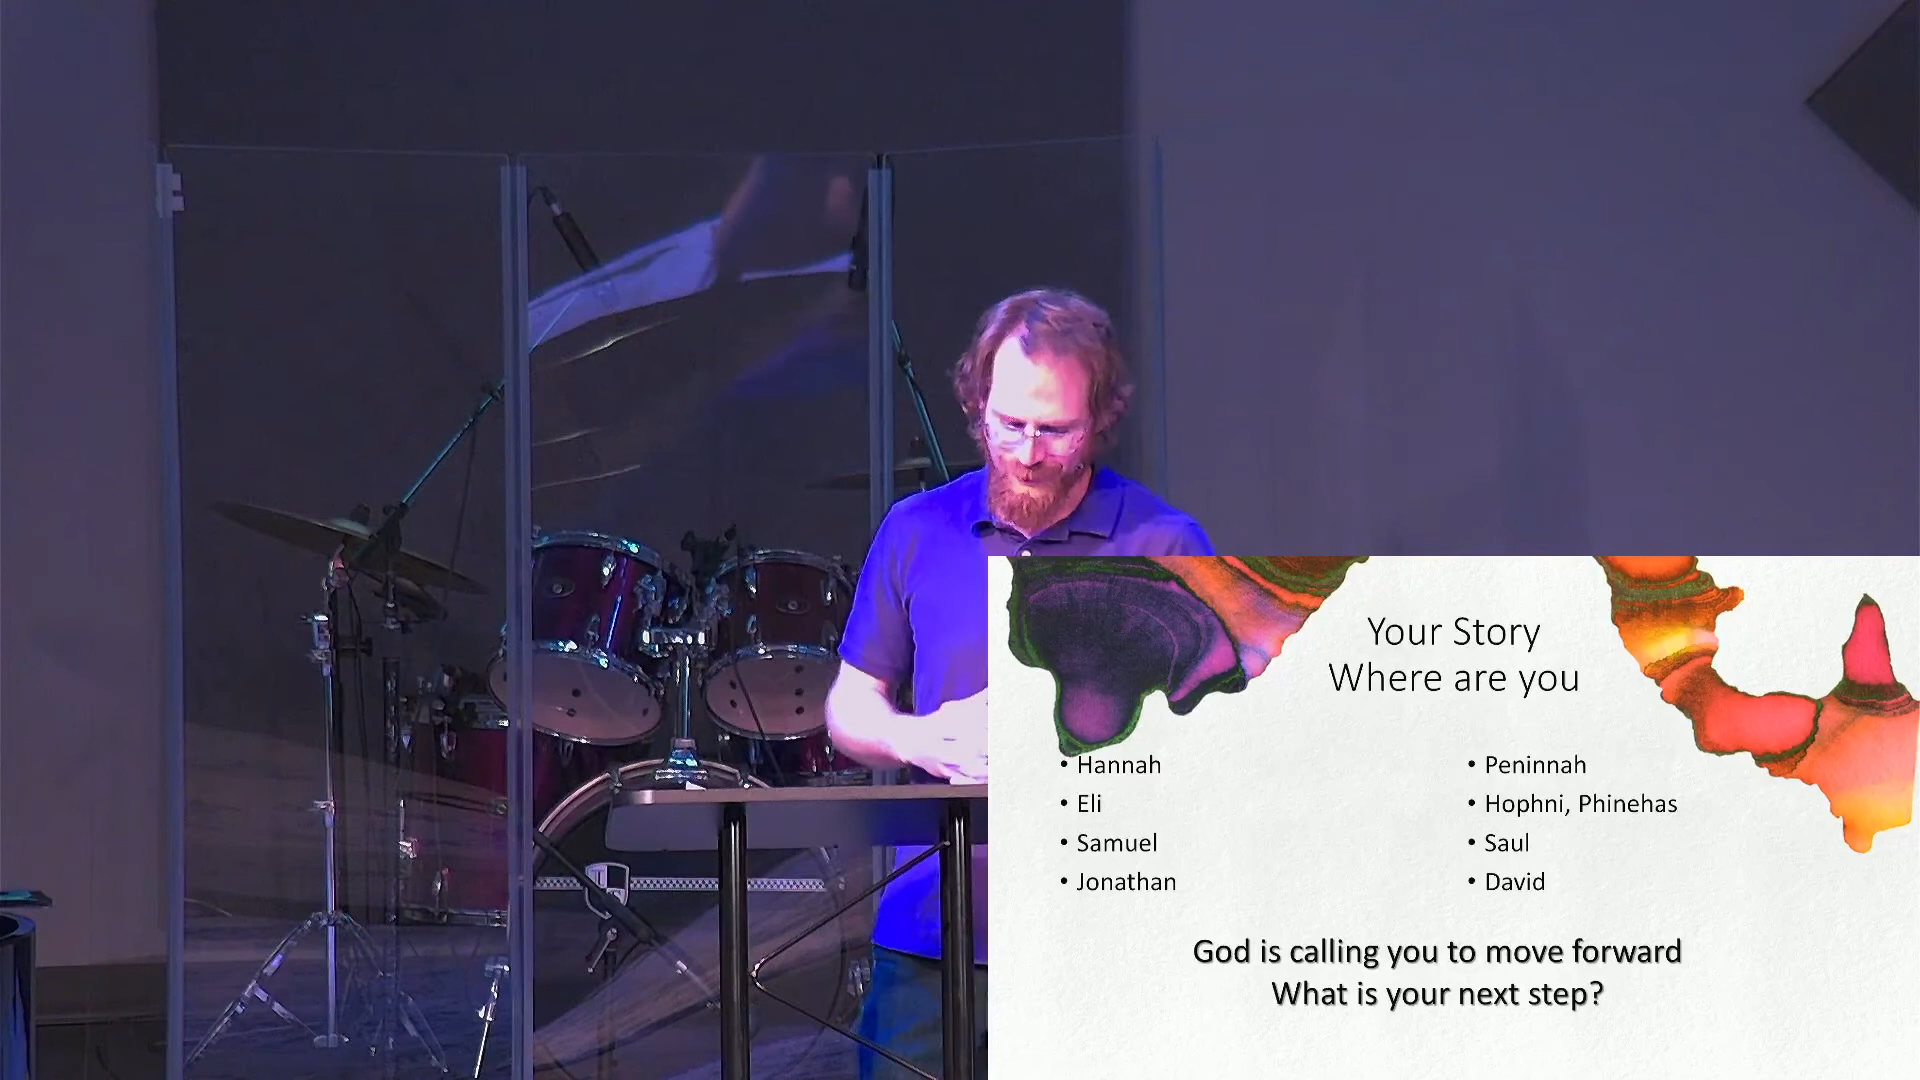 Your Story
Where are you
• Hannah
• Eli
• Samuel
• Jonathan
• Peninnah
• Hophni, Phinehas
• Saul
• David
God is calling you to move forward
What is your next step?